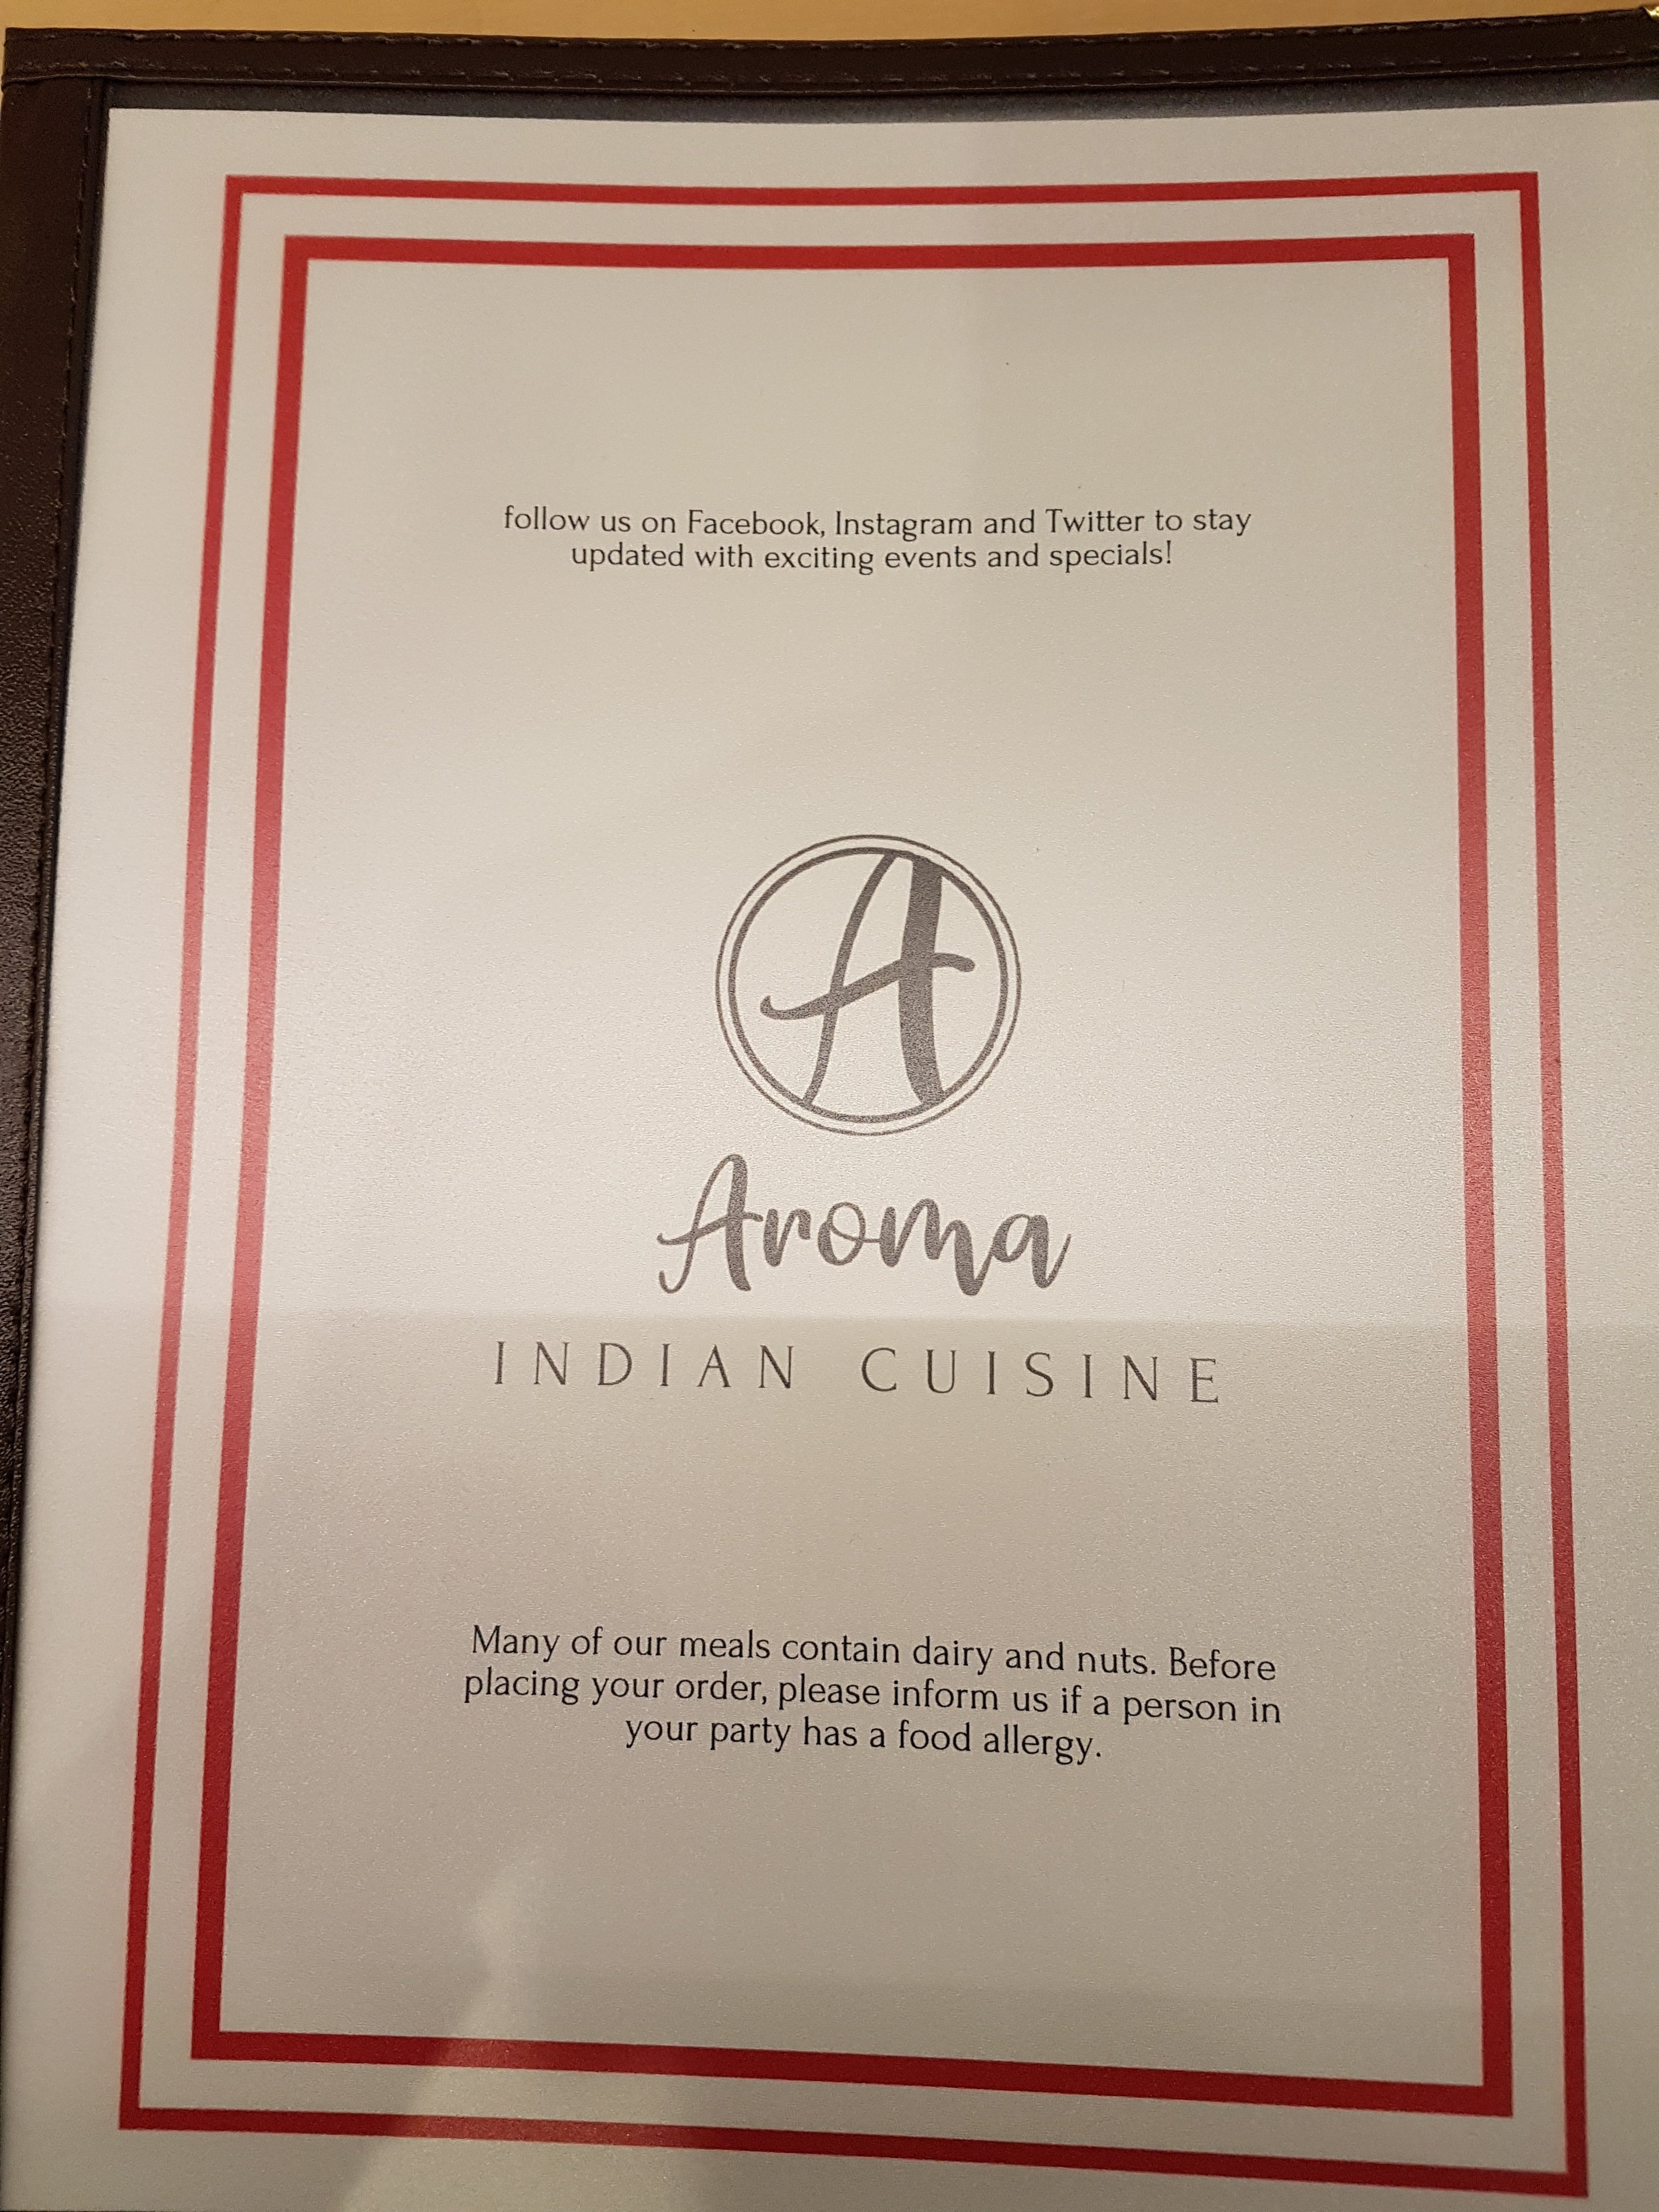 follow us on Facebook, Instagram and Twitter to stay
updated with exciting events and specials!
A
Aroma
INDIAN CUISINE
Many of our meals contain dairy and nuts. Before
placing your order, please inform us if a person in
your party has a food allergy.